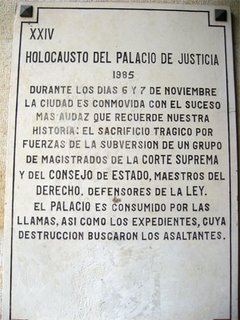 XXIV
HOLOCAUSTO DEL PALACIO DE JUSTICIA
1985
DURANTE LOS DIAS 6 Y 7 DE NOVIEMBRE
LA CIUDAD ES CONMOVIDA CON EL SUCESO
MAS AUDAZ QUE RECUERDE NUESTRA
HISTORIA: EL SACRIFICIO TRAGICO POR
FUERZAS DE LA SUBVERSION DE UN GRUPO
DE MAGISTRADOS DE LA CORTE SUPREMA
Y DEL CONSEJO DE ESTADO, MAESTROS DEL
DERECHO. DEFENSORES DE LA LEY.
EL PALACIO ES CONSUMIDO POR LAS
LLAMAS, ASI COMO LOS EXPEDIENTES, CUYA
DESTRUCCION BUSCARON LOS ASALTANTES.